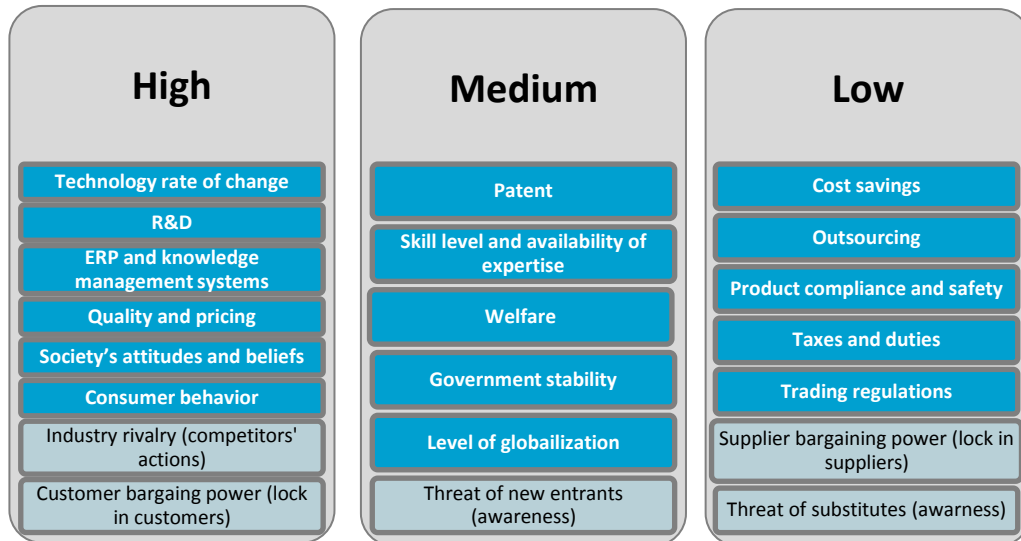 High
Technology rate of change
R&D
ERP and knowledge
management systems
Quality and pricing
Society's attitudes and beliefs
Consumer behavior
Industry rivalry (competitors'
actions)
Customer bargaing power (lock
in customers)
Medium
Patent
Skill level and availability of
expertise
Welfare
Government stability
Level of globailization
Threat of new entrants
(awareness)
Low
Cost savings
Outsourcing
Product compliance and safety
Taxes and duties
Trading regulations
Supplier bargaining power (lock in
suppliers)
Threat of substitutes (awarness)